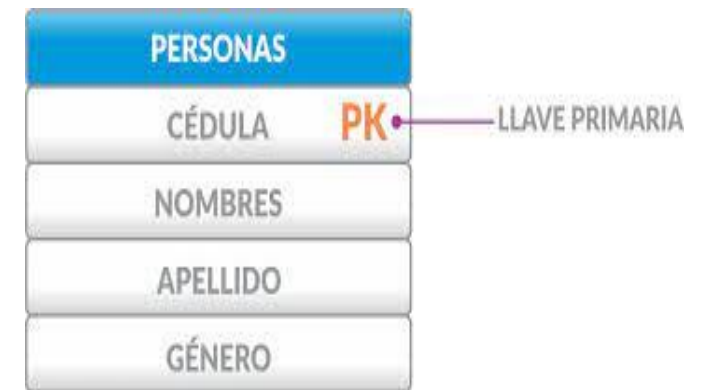 PERSONAS
CÉDULA PK LLAVE PRIMARIA
NOMBRES
APELLIDO
GÉNERO